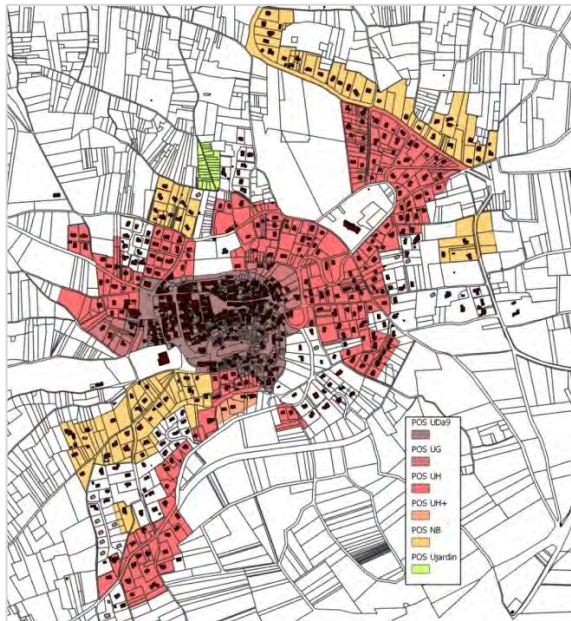 POS UDa9
POS UG
POS UH
POS UH+
POS NB
POS Ujardin